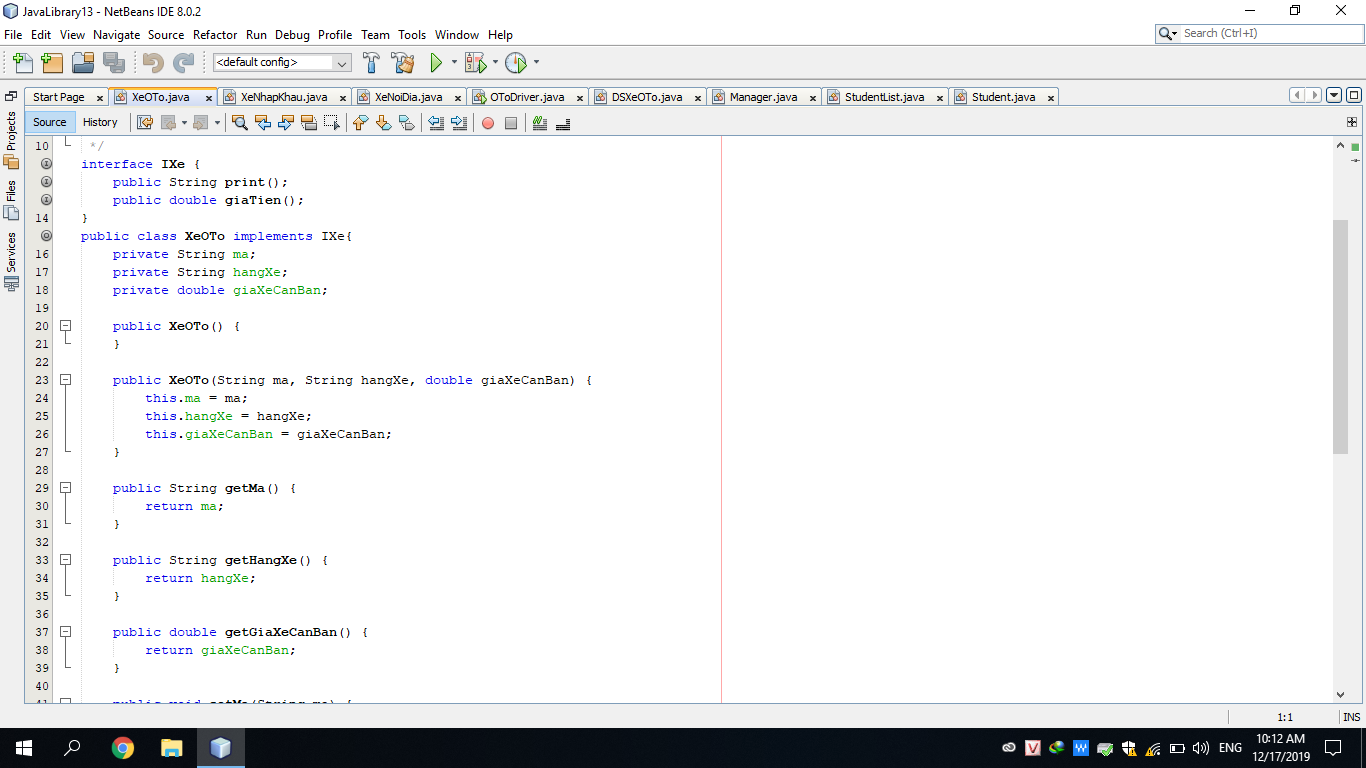 JavaLibrary13 - NetBeans IDE 8.0.2
File Edit View Navigate Source Refactor Run Debug Profile Team Tools Window Help
Search (Ctrl+I)
<default config>
Start Page XeOTo.java XeNhapKhau.java XeNoiDia.java OToDriver.java DSXeOTo.java Manager.java StudentList.java Student.java
Source History
Projects
Files
Services
10 */
interface IXe {
public String print();
public double giaTien();
14 }
public class XeOTo implements IXe{
16 private String ma;
17 private String hangXe;
18 private double giaXeCanBan;
19
20 public XeOTo() {
21 }
22
23 public XeOTo(String ma, String hangXe, double giaXeCanBan) {
24 this.ma = ma;
25 this.hangXe = hangXe;
26 this.giaXeCanBan = giaXeCanBan;
27 }
28
29 public String getMa() {
30 return ma;
31 }
32
33 public String getHangXe() {
34 return hangXe;
35 }
36
37 public double getGiaXeCanBan() {
38 return giaXeCanBan;
39 }
40
41 public void setMa(String ma) {
1:1 INS
ENG
10:12 AM
12/17/2019